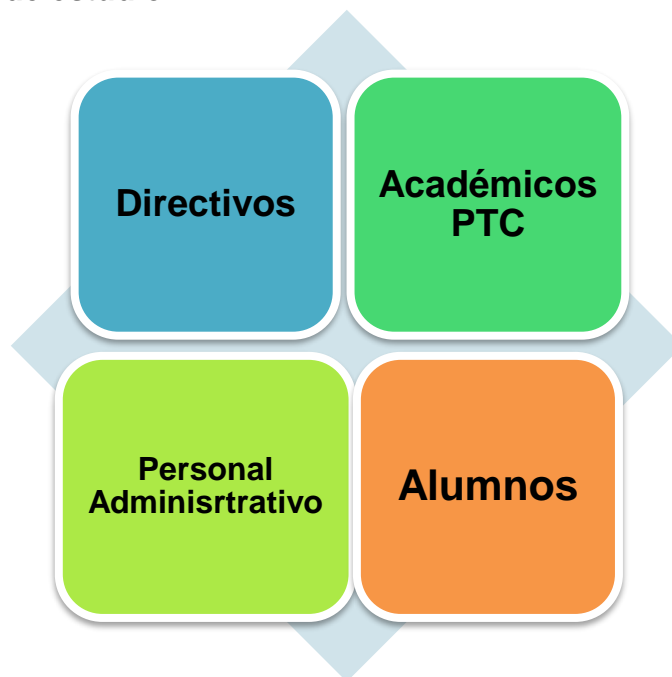 Directivos
Académicos
PTC
Personal
Adminisrtrativo
Alumnos